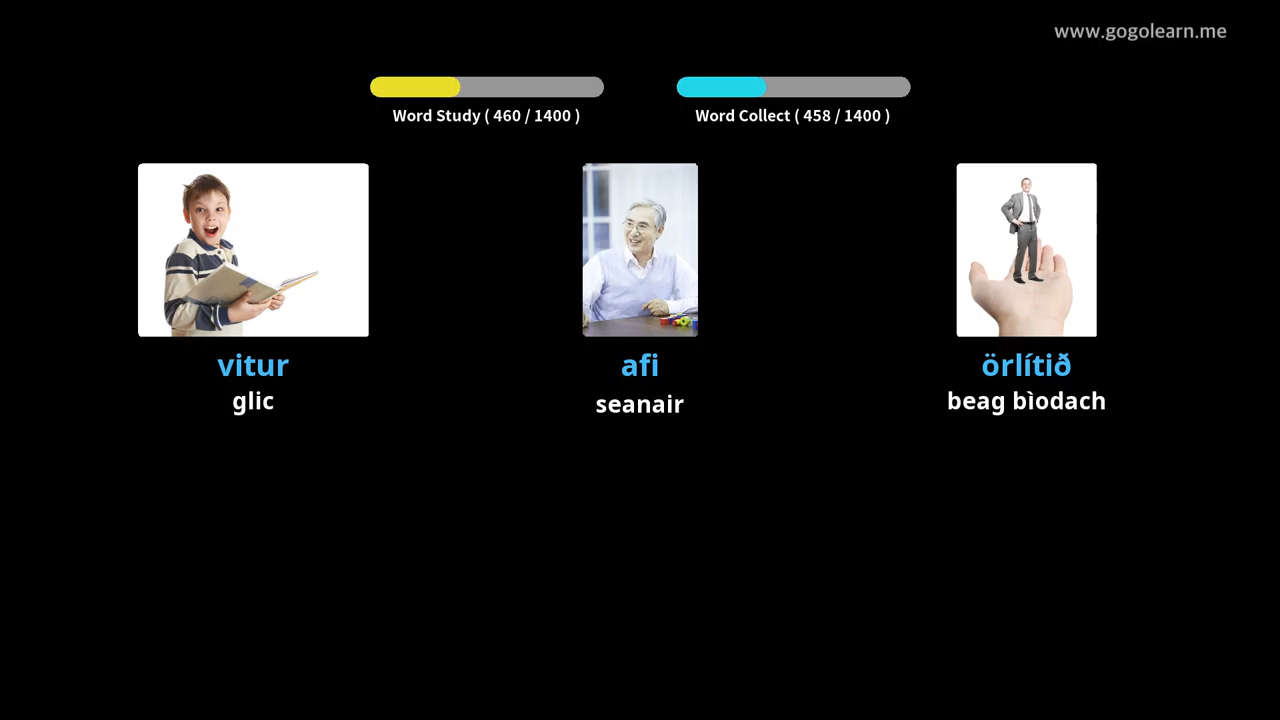 www.gogolearn.me
Word Study ( 460 / 1400 )
Word Collect ( 458 / 1400 )
vitur
glic
afi
seanair
örlítið
beag bìodach